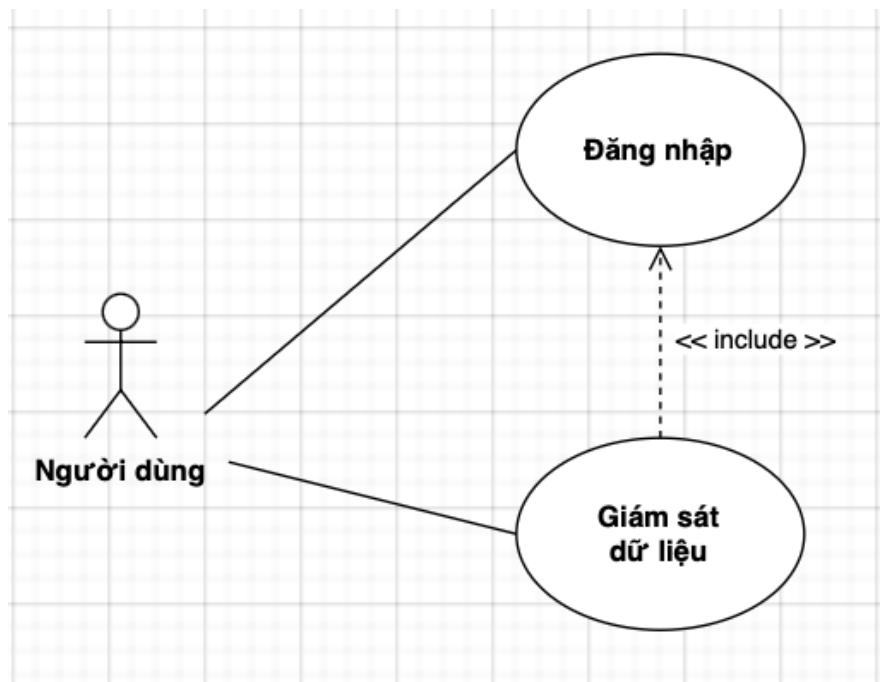 Đăng nhập
<< include >>
Người dùng
Giám sát
dữ liệu